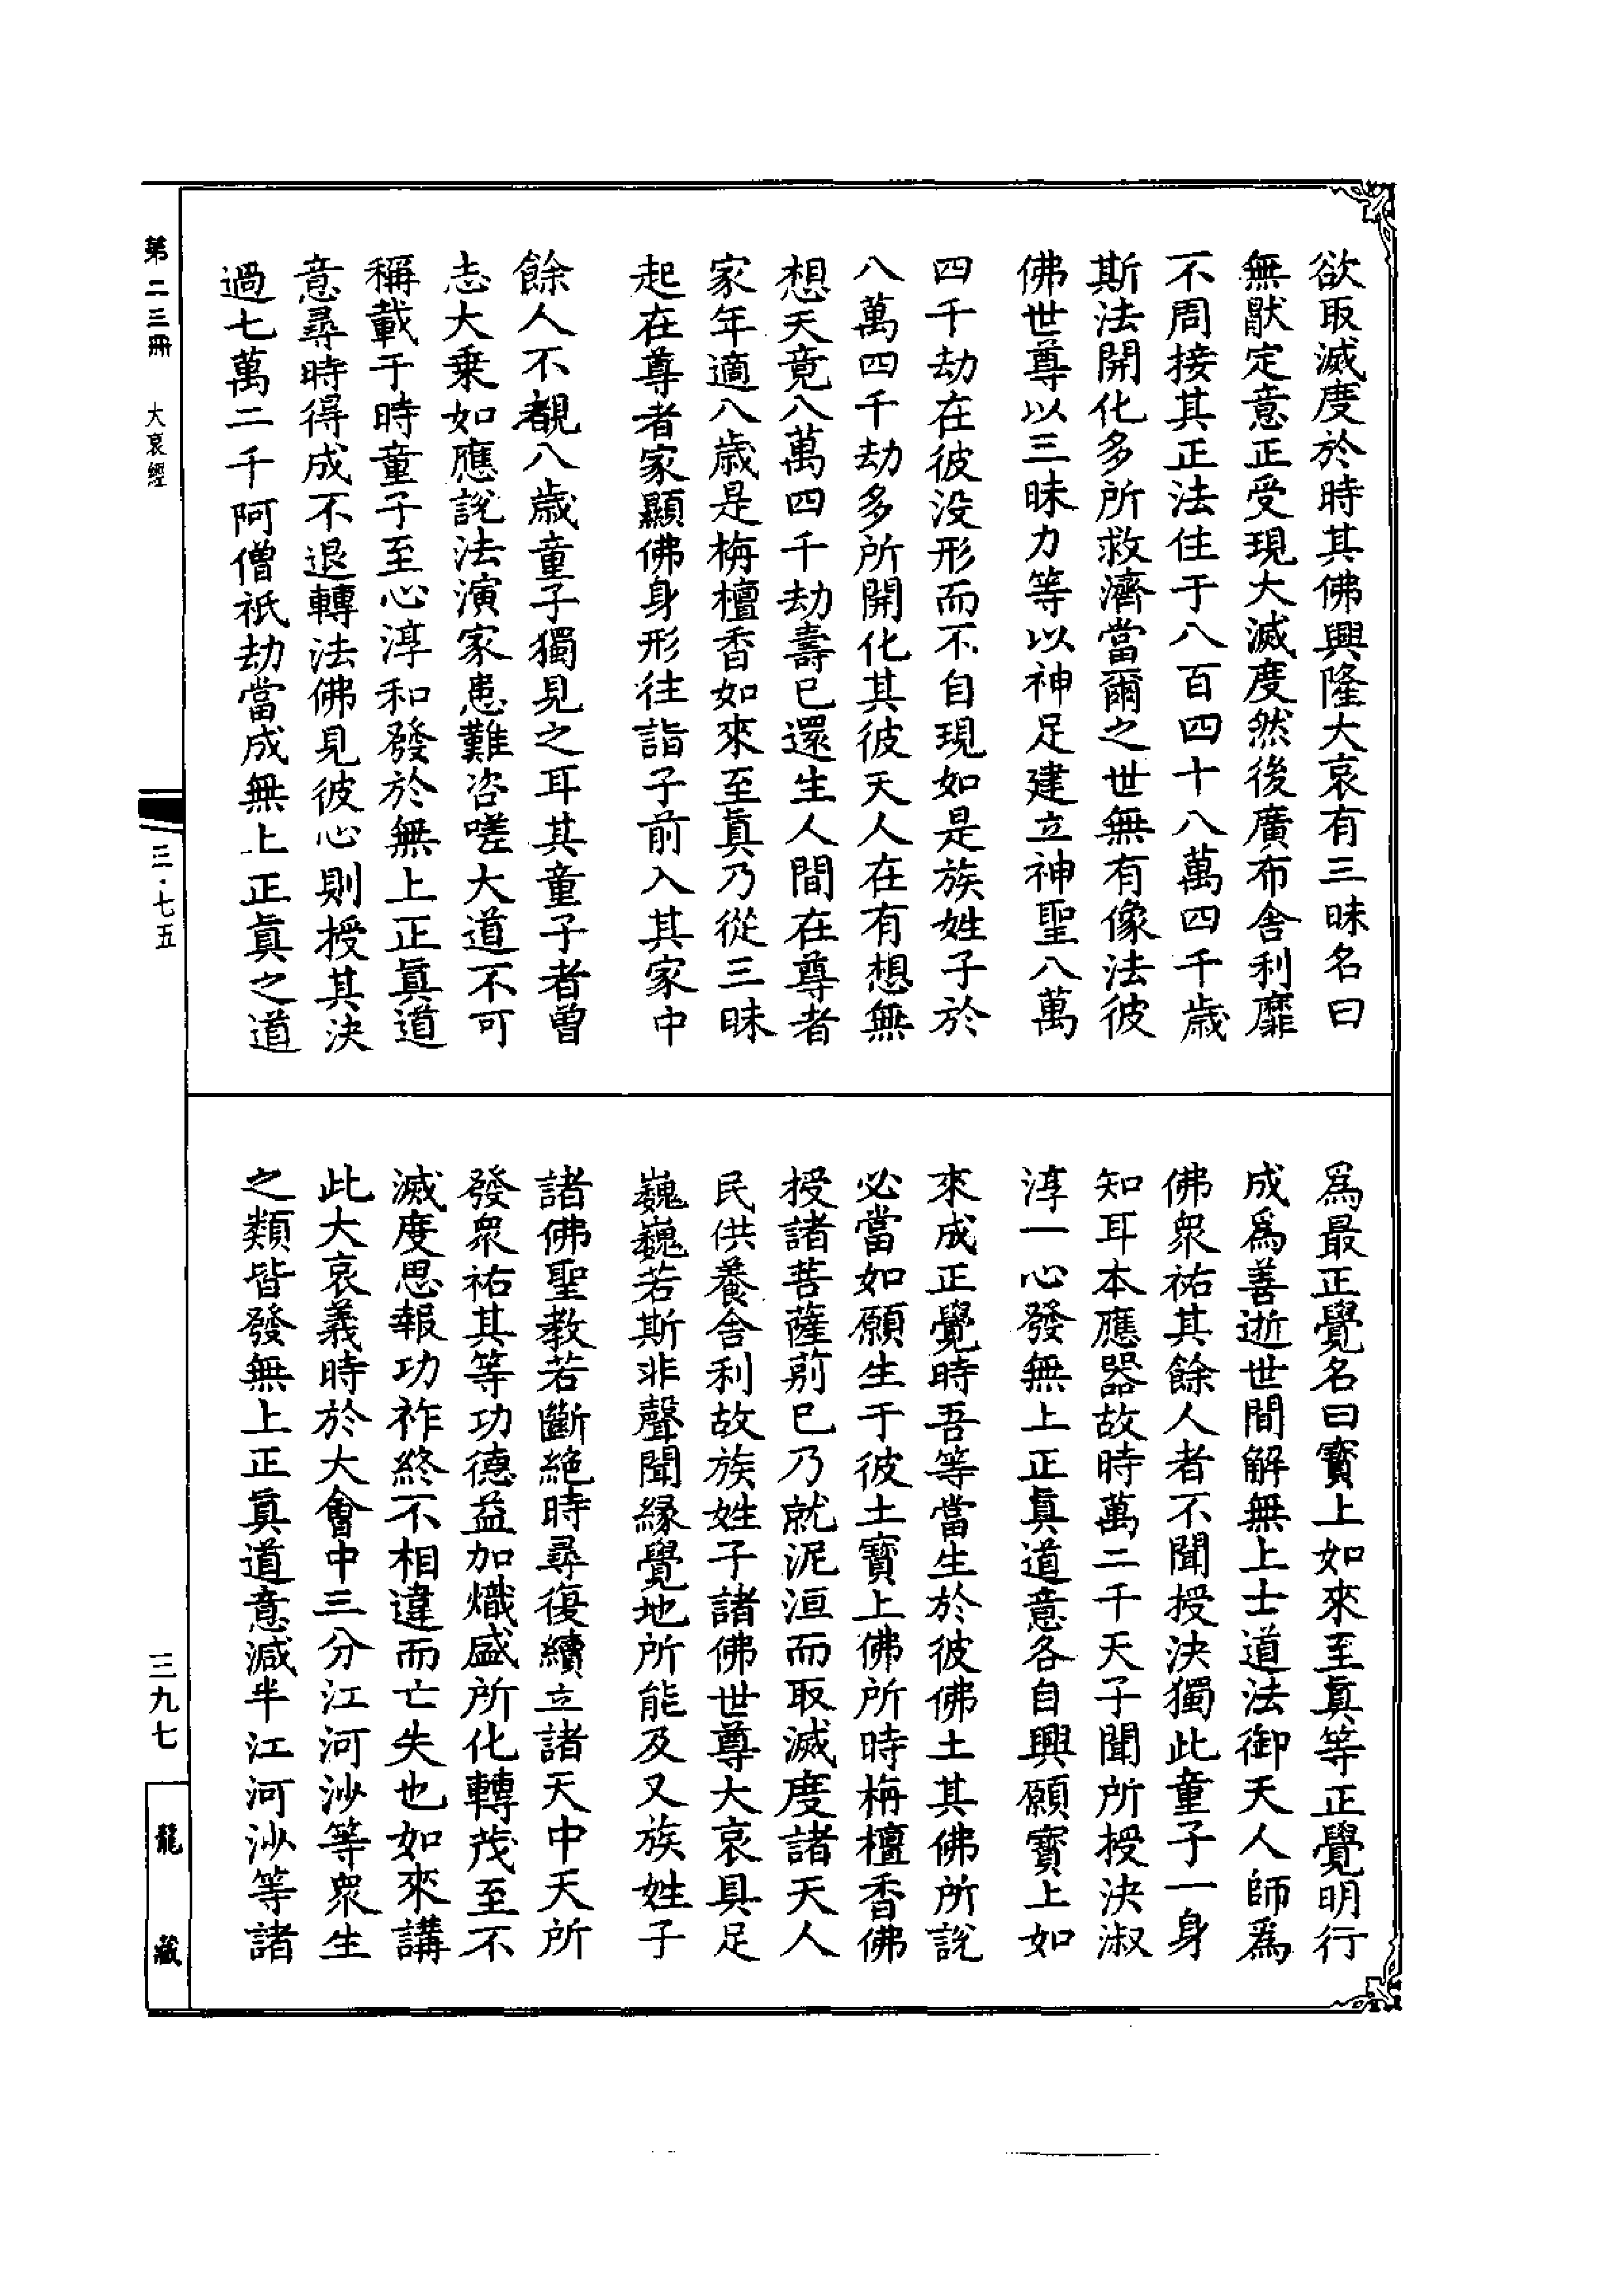 欲取滅度於時其佛興隆大哀有三昧名曰
無猒定意正受現大滅度然後廣布舍利靡
不周接其正法住于八百四十八萬四千歲
斯法開化多所救濟當爾之世無有像法彼
佛世尊以三昧力等以神足建立神聖八萬
四千劫在彼没形而不自現如是族姓子於
八萬四千劫多所開化其彼天人在有想無
想天竟八萬四千劫壽已還生人間在尊者
家年適八歲是栴檀香如來至真乃從三昧
起在尊者家顯佛身形往詣子前入其家中
餘人不覩八歲童子獨見之耳其童子者曾
志大乗如應說法演家患難咨嗟大道不可
稱載于時童子至心淳和發於無上正真道
意尋時得成不退轉法佛見彼心則授其決
過七萬二千阿僧祇劫當成無上正真之道
爲最正覺名曰寳上如來至真等正覺明行
成爲善逝世間解無上士道法御天人師爲
佛衆祐其餘人者不聞授決獨此童子一身
知耳本應器故時萬二千天子聞所授決淑
淳一心發無上正真道意各自興願寳上如
來成正覺時吾等當生於彼佛土其佛所說
必當如願生于彼土寳上佛所時栴檀香佛
授諸菩薩莂已乃就泥洹而取滅度諸天人
民供養舍利故族姓子諸佛世尊大哀具足
巍巍若斯非聲聞緣覺地所能及又族姓子
諸佛聖教若斷絶時尋復續立諸天中天所
發衆祐其等功德益加熾盛所化轉茂至不
滅度思報功祚終不相違而亡失也如來講
此大哀義時於大會中三分江河沙等衆生
之類皆發無上正真道意減半江河沙等諸
第二三冊　大哀經
三·七五
三九七
龍藏